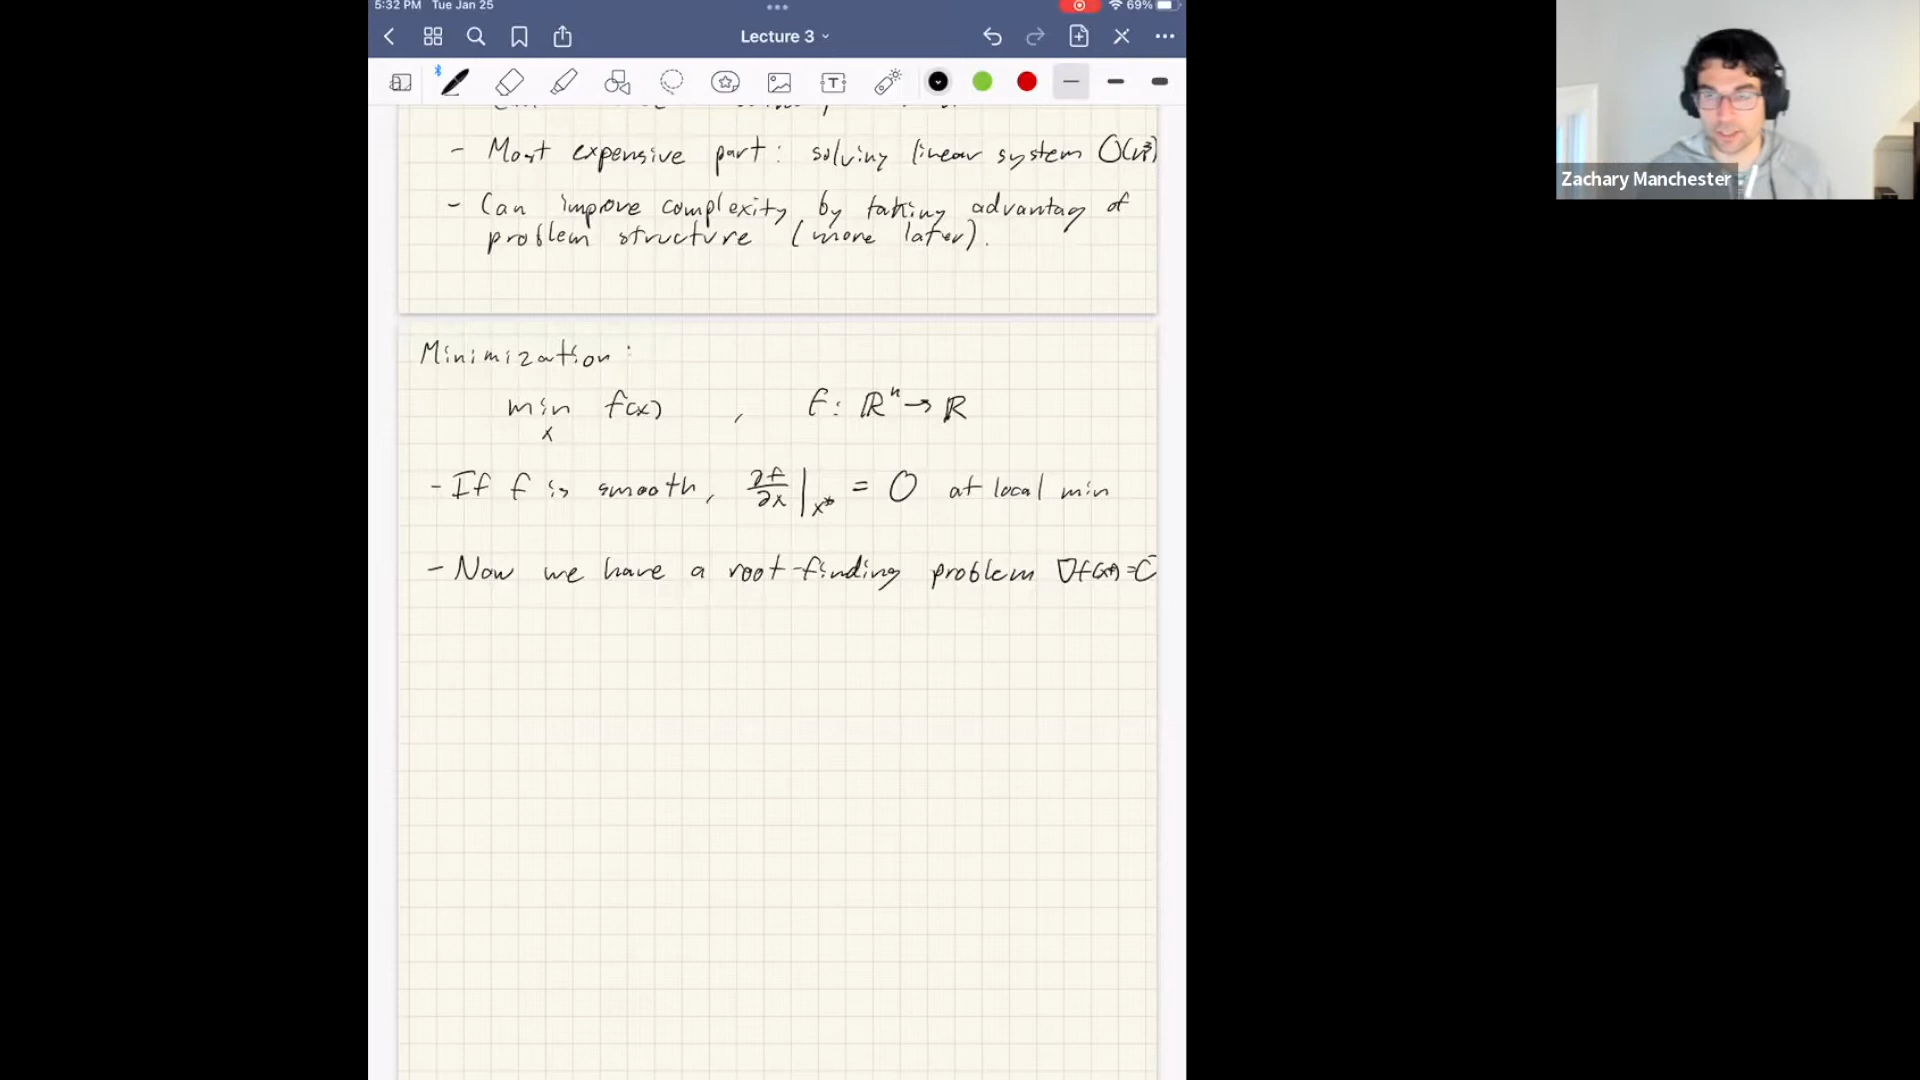 5:32 PM Tue Jan 25
69%
Lecture 3
- Most expensive part: solving linear system O(n³)
- Can improve complexity by taking advantag of
problem structure (more later).
Minimization:
min f(x) , f: ℝⁿ → ℝ
x
- If f is smooth, ∂f/∂x |x* = 0 at local min
- Now we have a root-finding problem ∇f(x) = 0
Zachary Manchester